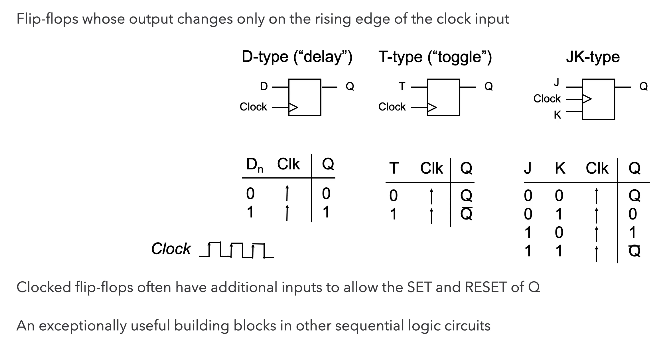 Flip-flops whose output changes only on the rising edge of the clock input
D-type ("delay") T-type ("toggle") JK-type
D Q T Q J Q
Clock Clock Clock
K
Dn Clk Q T Clk Q J K Clk Q
0 ↑ 0 0 ↑ Q 0 0 ↑ Q
1 ↑ 1 1 ↑ Q̅ 0 1 ↑ 0
1 0 ↑ 1
Clock 1 1 ↑ Q̅
Clocked flip-flops often have additional inputs to allow the SET and RESET of Q
An exceptionally useful building blocks in other sequential logic circuits